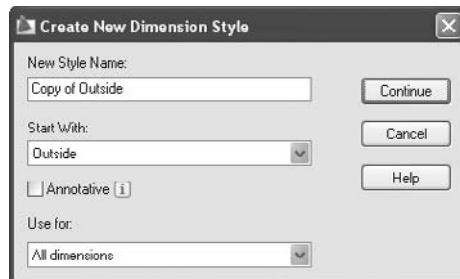 Create New Dimension Style
New Style Name:
Copy of Outside
Continue
Start With:
Cancel
Outside
Help
Annotative
Use for:
All dimensions